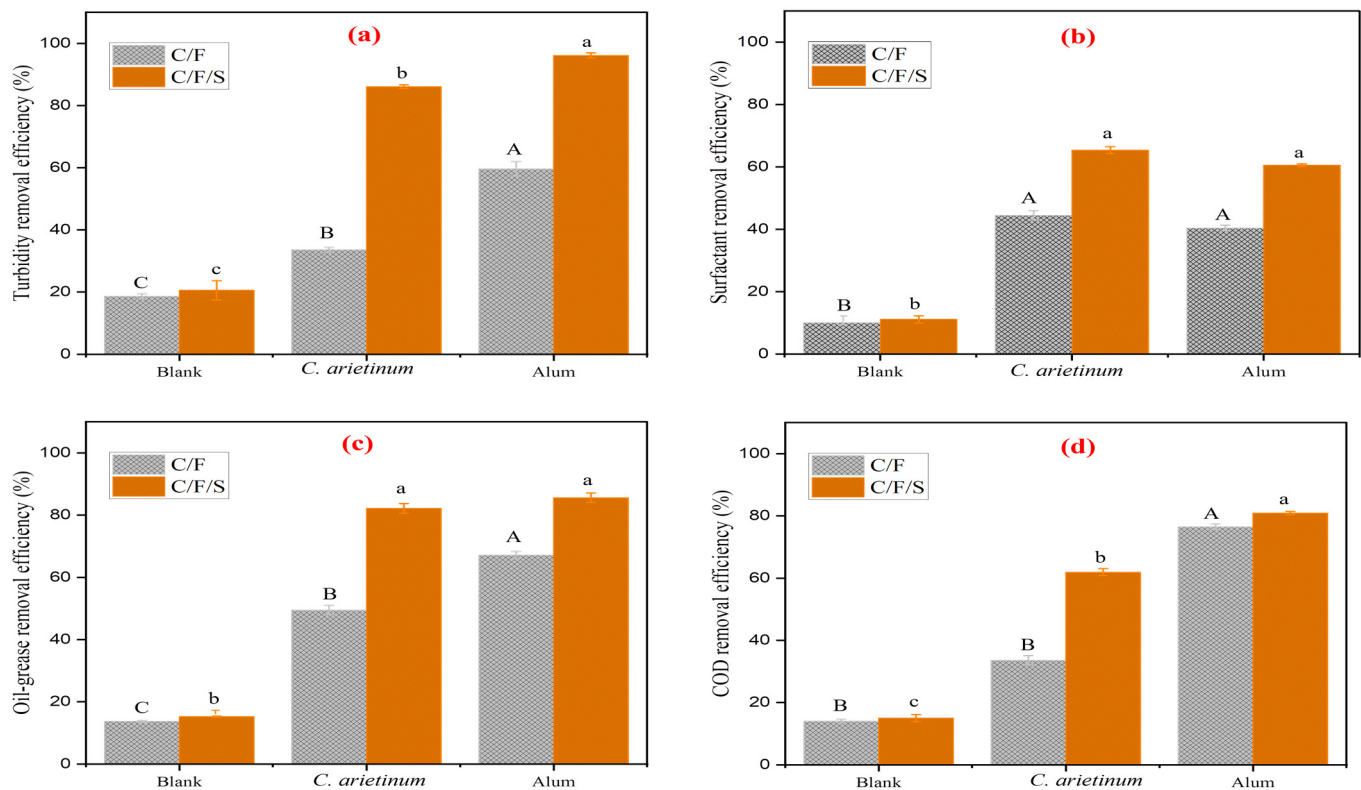 (a)
C/F
C/F/S
Turbidity removal efficiency (%)
100
80
60
40
20
0
C
c
B
b
A
a
Blank
C. arietinum
Alum
(b)
C/F
C/F/S
Surfactant removal efficiency (%)
100
80
60
40
20
0
B
b
A
a
A
a
Blank
C. arietinum
Alum
(c)
C/F
C/F/S
Oil-grease removal efficiency (%)
100
80
60
40
20
0
C
b
B
a
A
a
Blank
C. arietinum
Alum
(d)
C/F
C/F/S
COD removal efficiency (%)
100
80
60
40
20
0
B
c
B
b
A
a
Blank
C. arietinum
Alum